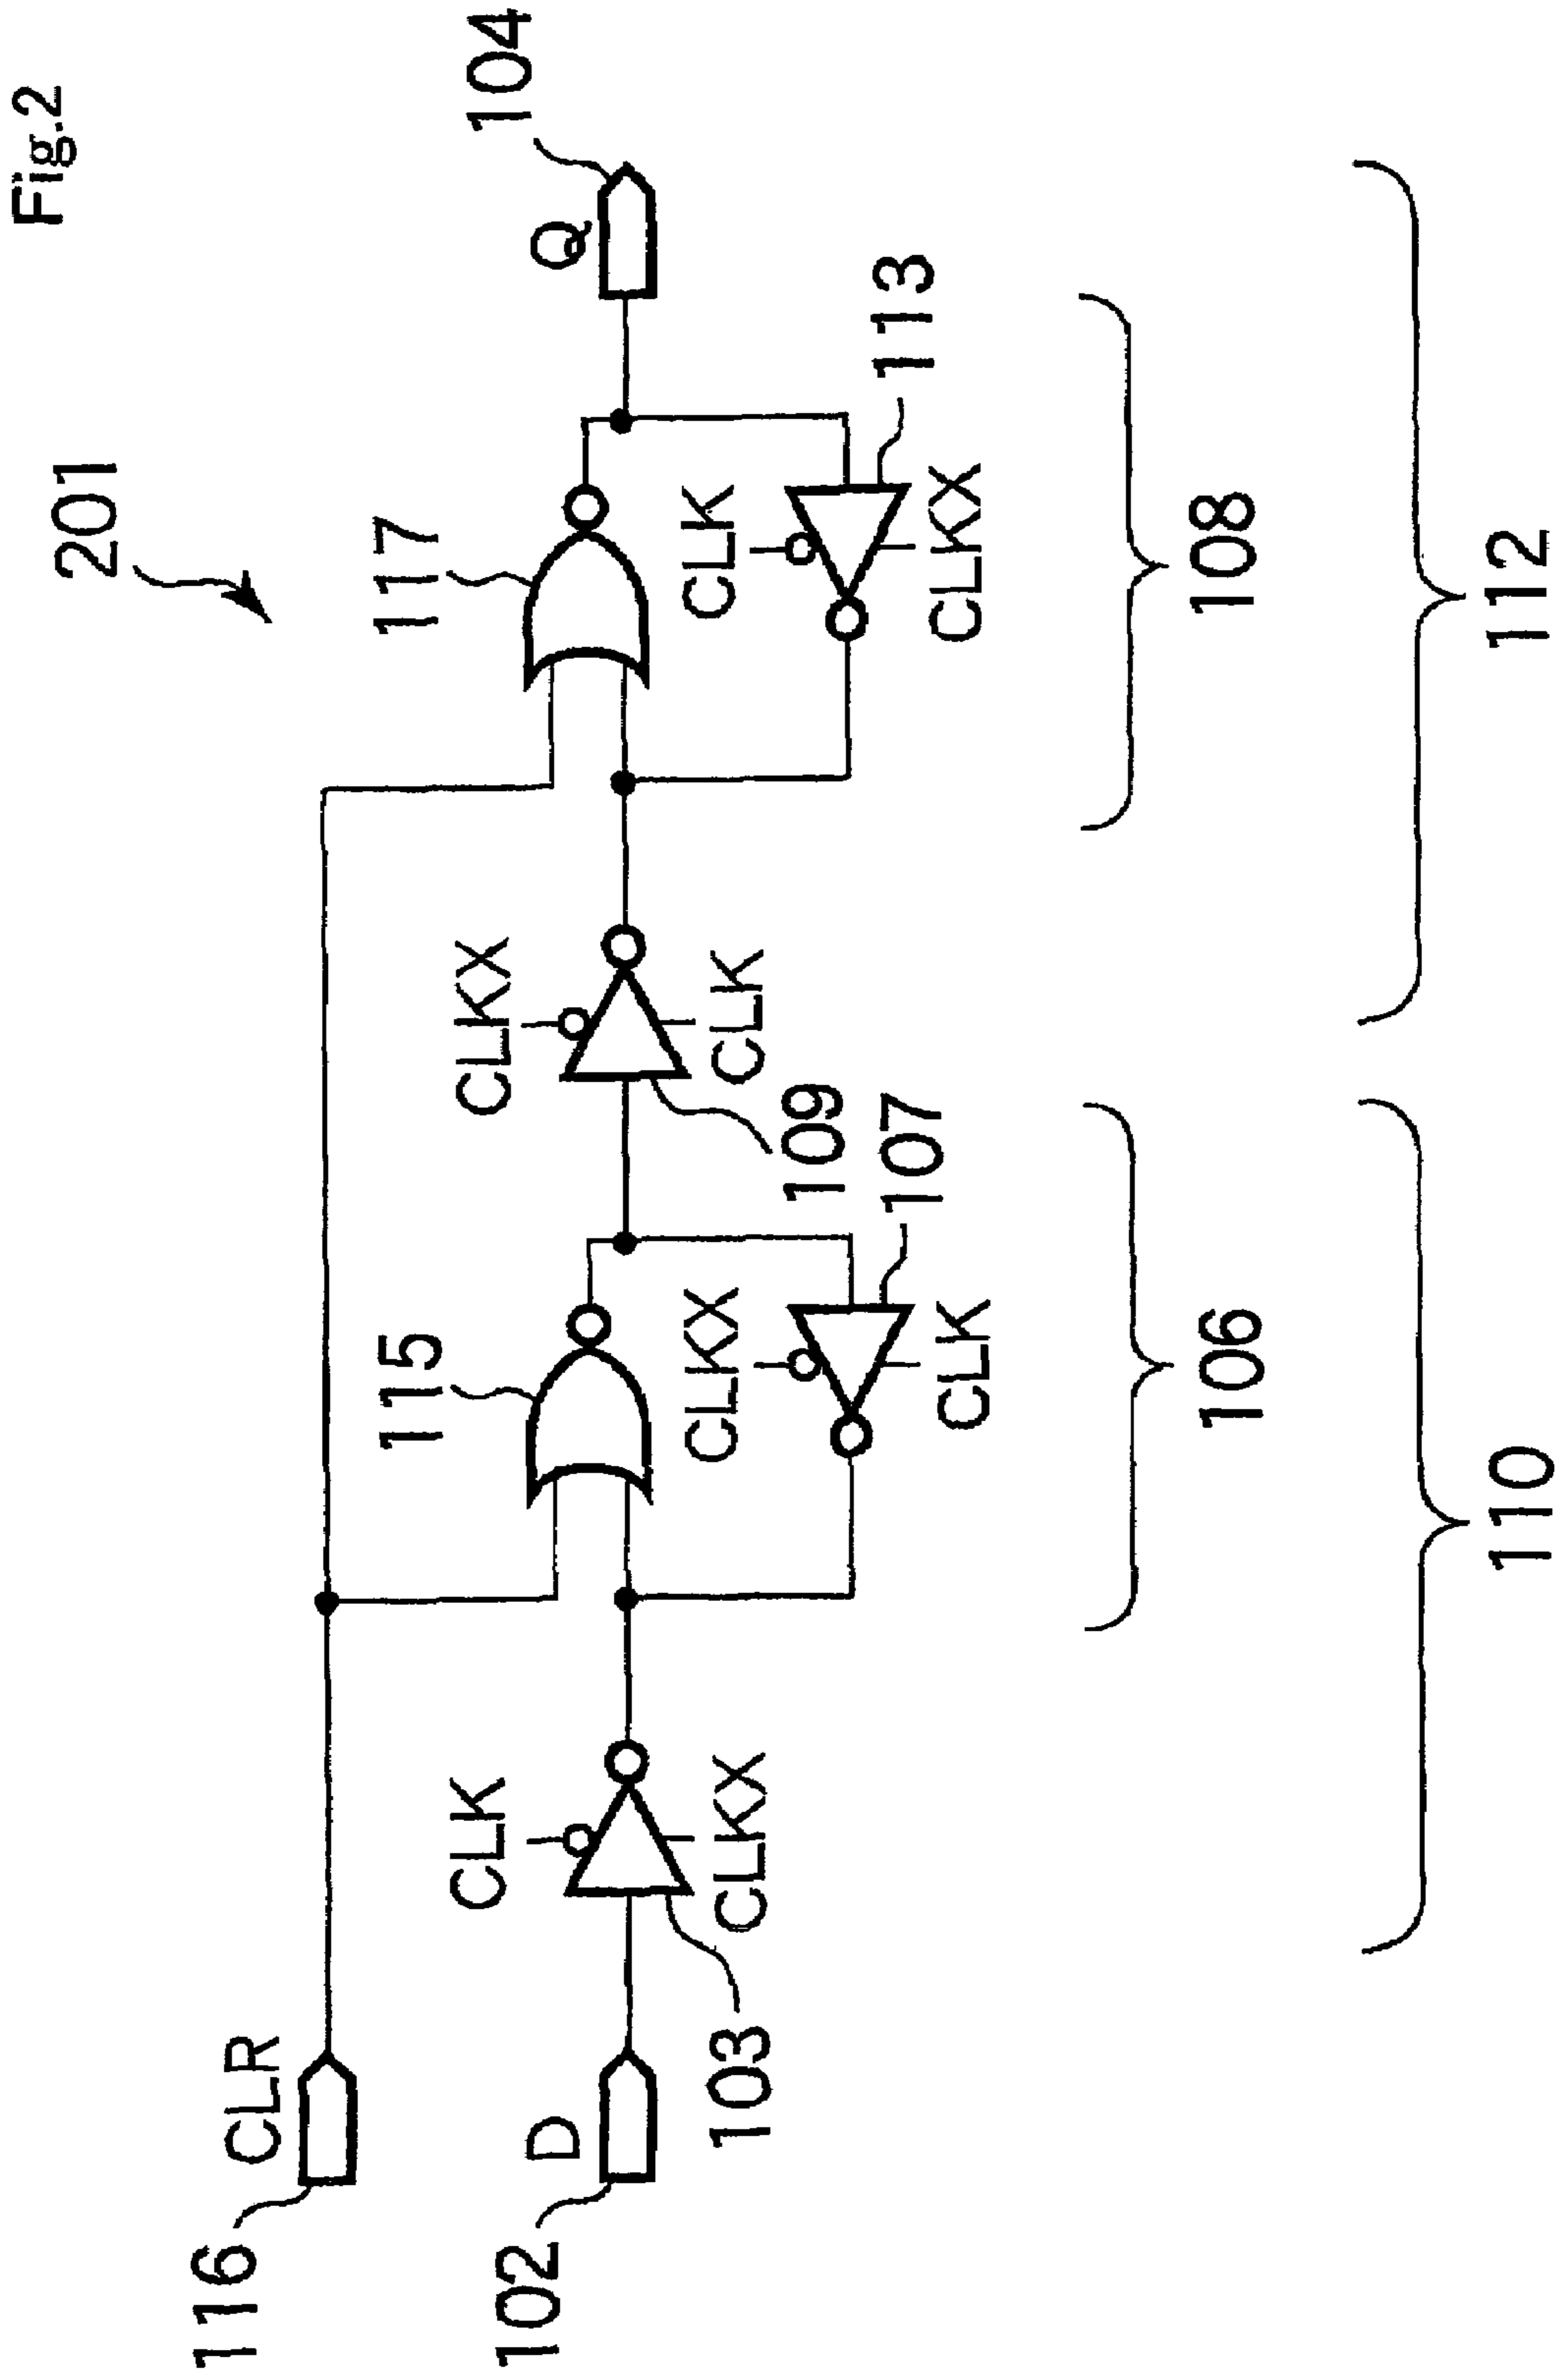 Fig.2
201
116
CLR
102
D
103
CLK
CLKX
115
CLKX
CLK
107
109
CLKX
CLK
117
CLK
CLKX
113
Q
104
106
108
110
112